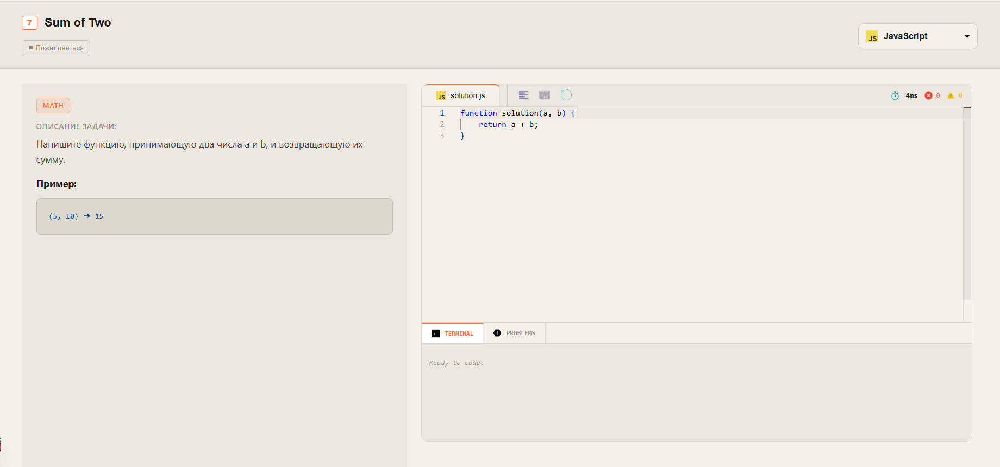 7 Sum of Two
Пожаловаться
JS JavaScript
MATH
ОПИСАНИЕ ЗАДАЧИ:
Напишите функцию, принимающую два числа a и b, и возвращающую их
сумму.
Пример:
(5, 10) ➔ 15
JS solution.js
4ms 0 0
1 function solution(a, b) {
2 return a + b;
3 }
TERMINAL PROBLEMS
Ready to code.